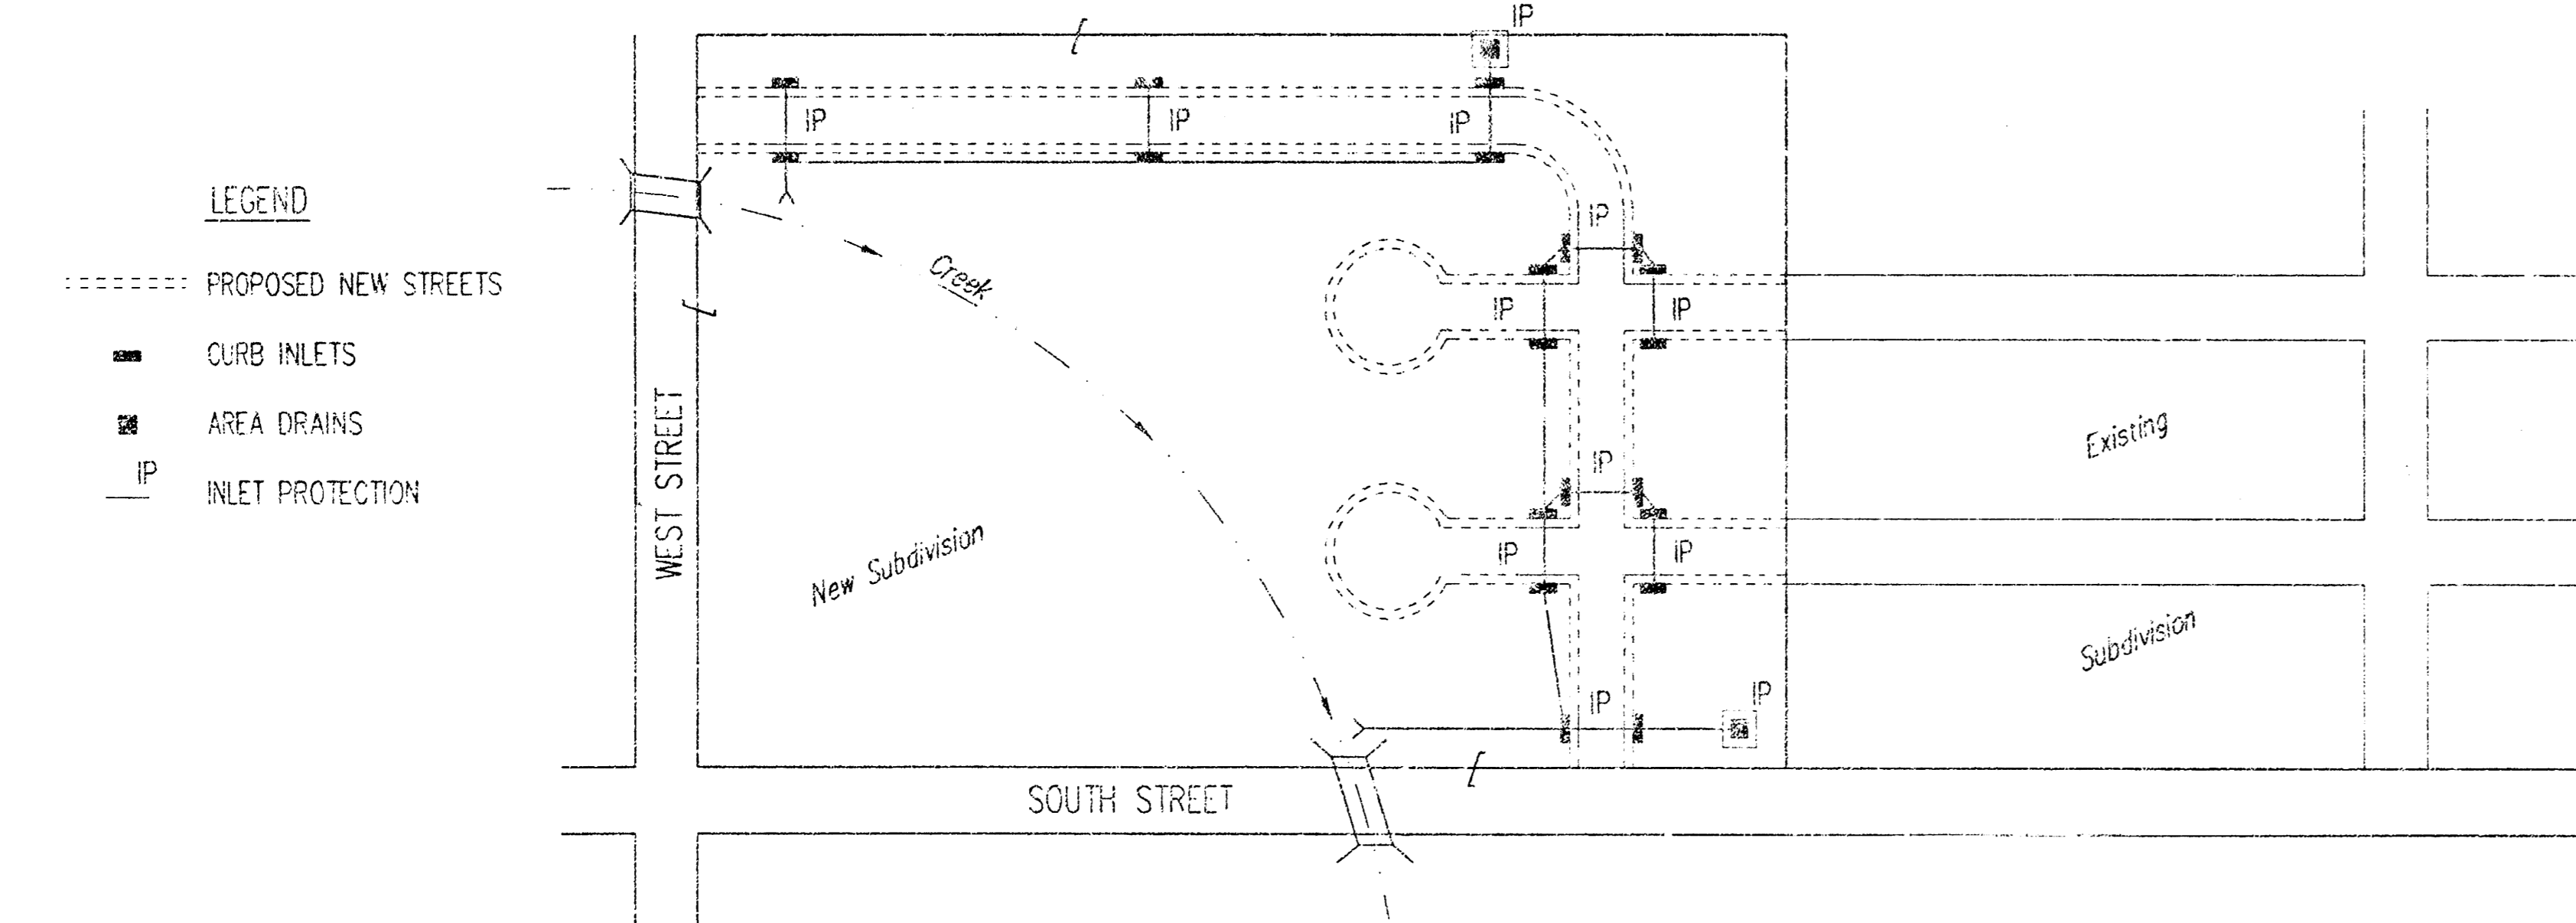 IP
IP
IP
IP
LEGEND
PROPOSED NEW STREETS
CURB INLETS
AREA DRAINS
IP
INLET PROTECTION
WEST STREET
Creek
New Subdivision
IP
IP
IP
IP
IP
IP
IP
IP
Existing
Subdivision
SOUTH STREET